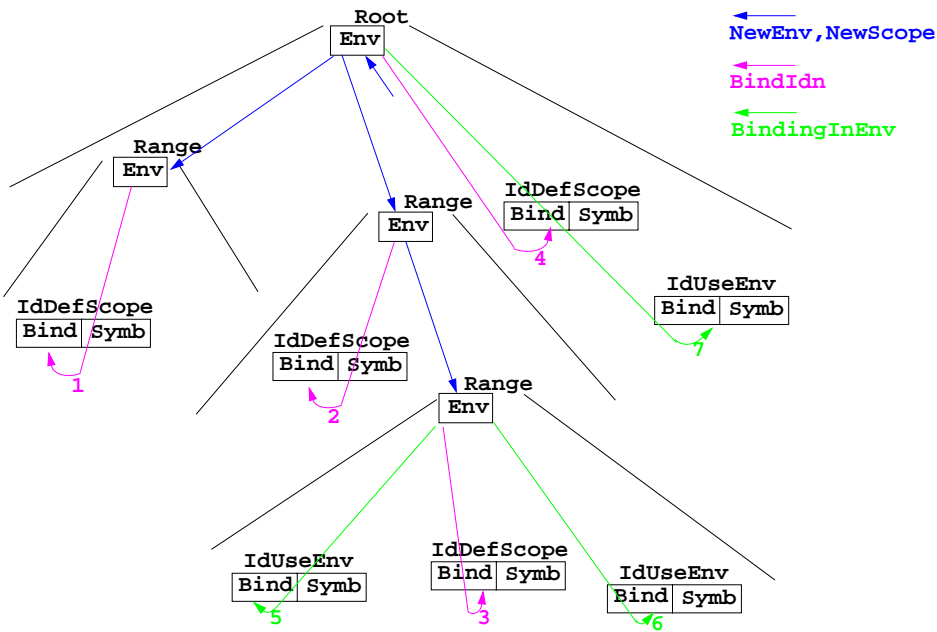 Root
Env
NewEnv,NewScope
BindIdn
BindingInEnv
Range
Env
Range
Env
IdDefScope
Bind Symb
4
IdUseEnv
Bind Symb
7
IdDefScope
Bind Symb
1
IdDefScope
Bind Symb
2
Range
Env
IdUseEnv
Bind Symb
5
IdDefScope
Bind Symb
3
IdUseEnv
Bind Symb
6